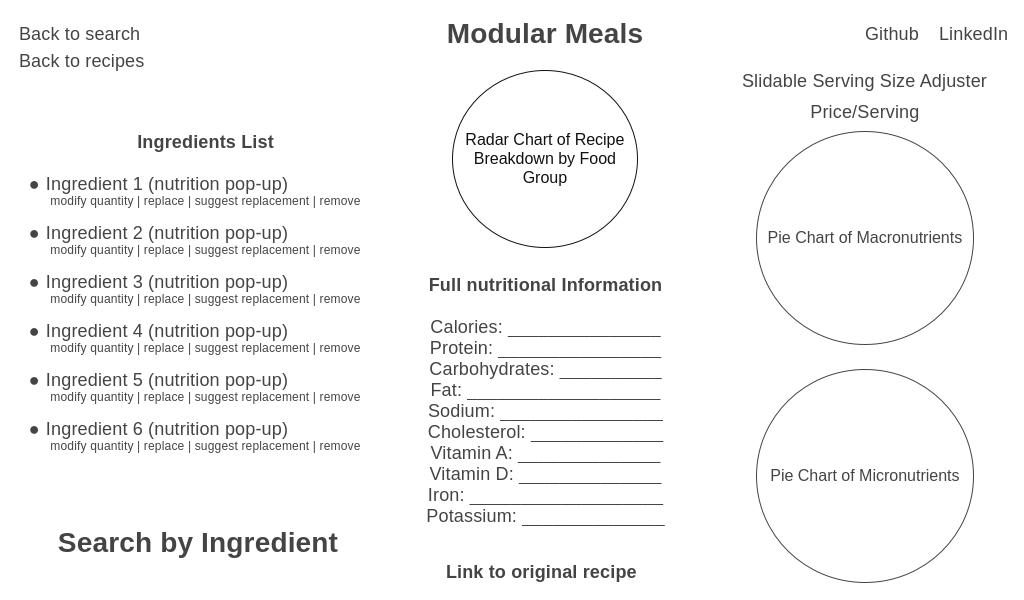 Back to search
Back to recipes
Modular Meals
Github LinkedIn
Ingredients List
● Ingredient 1 (nutrition pop-up)
modify quantity | replace | suggest replacement | remove
● Ingredient 2 (nutrition pop-up)
modify quantity | replace | suggest replacement | remove
● Ingredient 3 (nutrition pop-up)
modify quantity | replace | suggest replacement | remove
● Ingredient 4 (nutrition pop-up)
modify quantity | replace | suggest replacement | remove
● Ingredient 5 (nutrition pop-up)
modify quantity | replace | suggest replacement | remove
● Ingredient 6 (nutrition pop-up)
modify quantity | replace | suggest replacement | remove
Search by Ingredient
Radar Chart of Recipe
Breakdown by Food
Group
Full nutritional Information
Calories: _______________
Protein: ________________
Carbohydrates: __________
Fat: ___________________
Sodium: ________________
Cholesterol: _____________
Vitamin A: ______________
Vitamin D: ______________
Iron: ___________________
Potassium: ______________
Link to original recipe
Slidable Serving Size Adjuster
Price/Serving
Pie Chart of Macronutrients
Pie Chart of Micronutrients